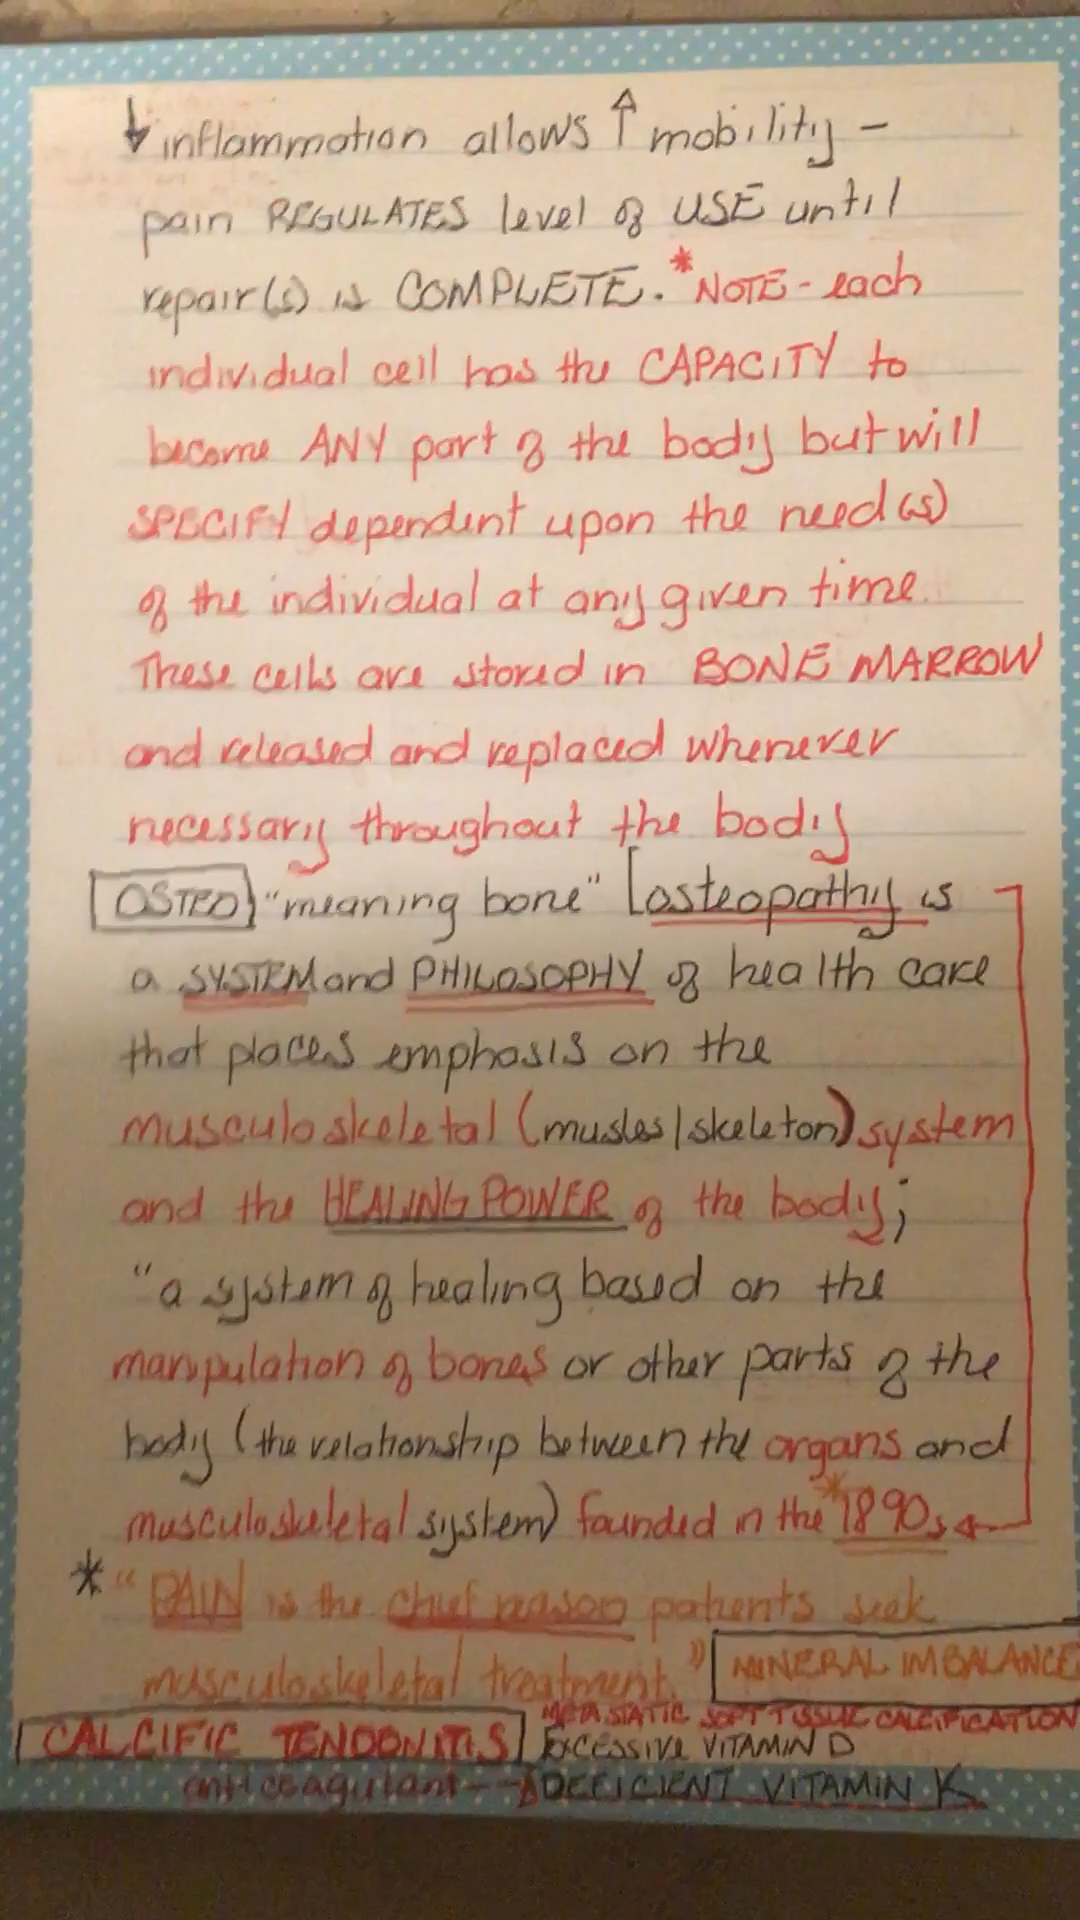 ↓ inflammation allows ↑ mobility -
pain REGULATES level of USE until
repair(s) is COMPLETE. *NOTE - each
individual cell has the CAPACITY to
become ANY part of the body but will
SPECIFY dependent upon the need(s)
of the individual at any given time.
These cells are stored in BONE MARROW
and released and replaced whenever
necessary throughout the body
OSTEO "meaning bone" [osteopathy is
a SYSTEM and PHILOSOPHY of health care
that places emphasis on the
musculoskeletal (musles/skeleton) system
and the HEALING POWER of the body;
"a system of healing based on the
manipulation of bones or other parts of the
body (the relationship between the organs and
musculoskeletal system) founded in the *1890s ←]
* "PAIN is the chief reason patients seek
musculoskeletal treatment." MINERAL IMBALANCE
METASTATIC SOFT TISSUE CALCIFICATION
CALCIFIC TENDONITIS EXCESSIVE VITAMIN D
anticoagulant --→ DEFICIENT VITAMIN K